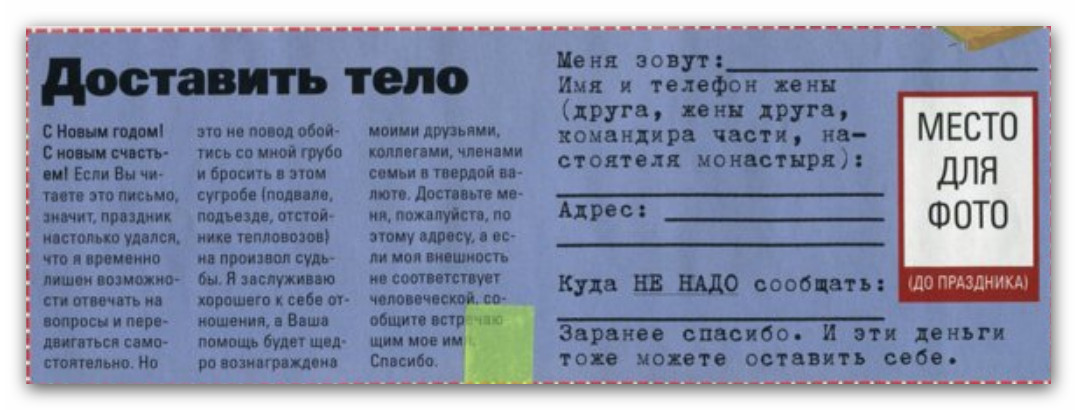 Доставить тело
С Новым годом!
С новым счасть-
ем! Если Вы чи-
таете это письмо,
значит, праздник
настолько удался,
что я временно
лишен возможно-
сти отвечать на
вопросы и пере-
двигаться само-
стоятельно. Но
это не повод обой-
тись со мной грубо
и бросить в этом
сугробе (подвале,
подъезде, отстой-
нике тепловозов)
на произвол судь-
бы. Я заслуживаю
хорошего к себе от-
ношения, а Ваша
помощь будет щед-
ро вознаграждена
моими друзьями,
коллегами, членами
семьи в твердой ва-
люте. Доставьте ме-
ня, пожалуйста, по
этому адресу, а ес-
ли моя внешность
не соответствует
человеческой, со-
общите встречаю
щим мое имя
Спасибо.
Меня зовут:
Имя и телефон жены
(друга, жены друга,
командира части, на-
стоятеля монастыря):
Адрес:
Куда НЕ НАДО сообщать:
Заранее спасибо. И эти деньги
тоже можете оставить себе.
МЕСТО
ДЛЯ
ФОТО
(ДО ПРАЗДНИКА)